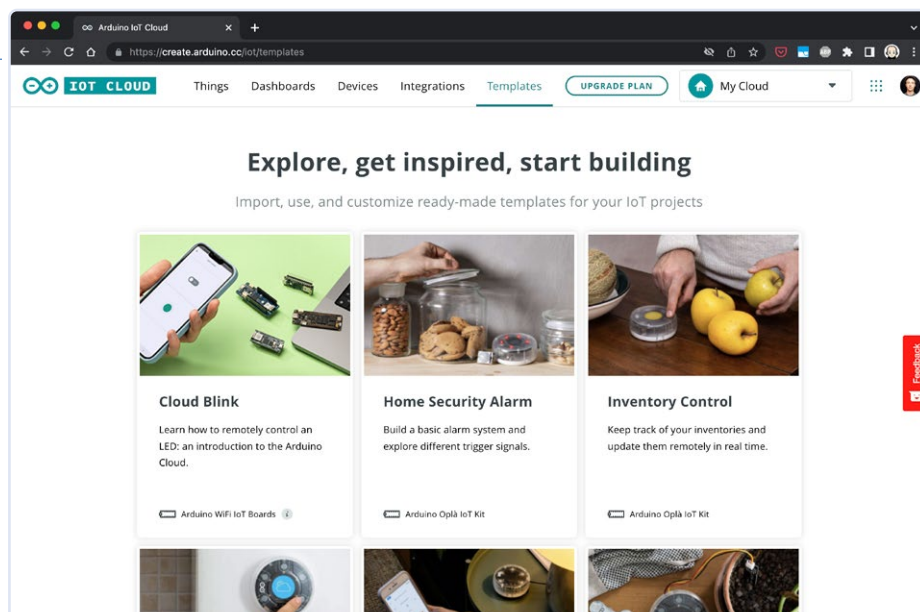 Arduino IoT Cloud
https://create.arduino.cc/iot/templates
IOT CLOUD
Things
Dashboards
Devices
Integrations
Templates
UPGRADE PLAN
My Cloud
Explore, get inspired, start building
Import, use, and customize ready-made templates for your IoT projects
Cloud Blink
Learn how to remotely control an
LED: an introduction to the Arduino
Cloud.
Arduino WiFi IoT Boards
Home Security Alarm
Build a basic alarm system and
explore different trigger signals.
Arduino Oplà IoT Kit
Inventory Control
Keep track of your inventories and
update them remotely in real time.
Arduino Oplà IoT Kit
Feedback